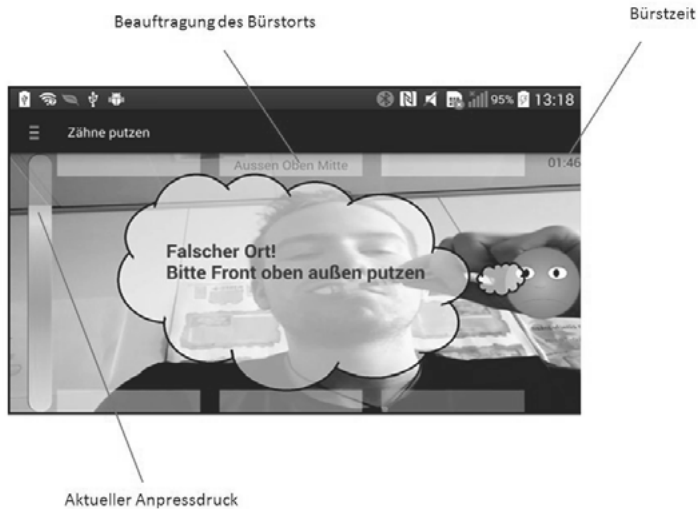 Beauftragung des Bürstorts
Bürstzeit
95% 13:18
Zähne putzen
Aussen Oben Mitte
01:46
Falscher Ort!
Bitte Front oben außen putzen
Aktueller Anpressdruck